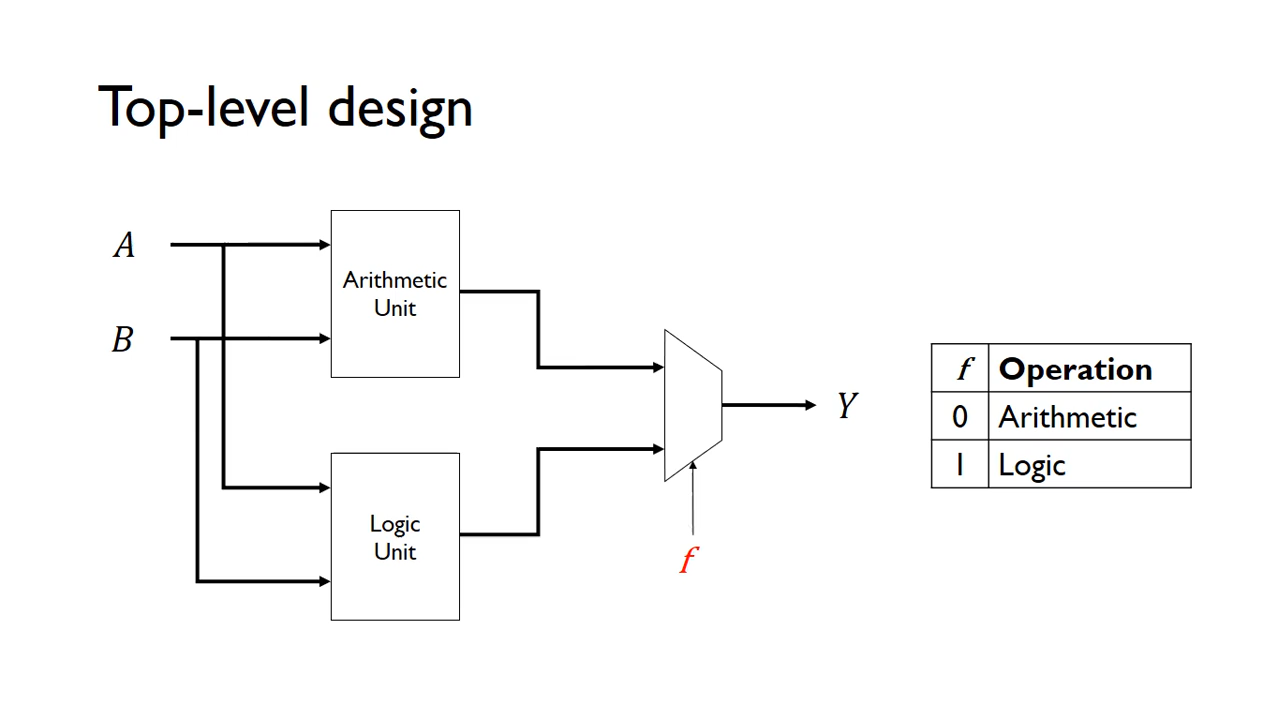 Top-level design
A
B
Arithmetic
Unit
Logic
Unit
f
Y
f Operation
0 Arithmetic
1 Logic